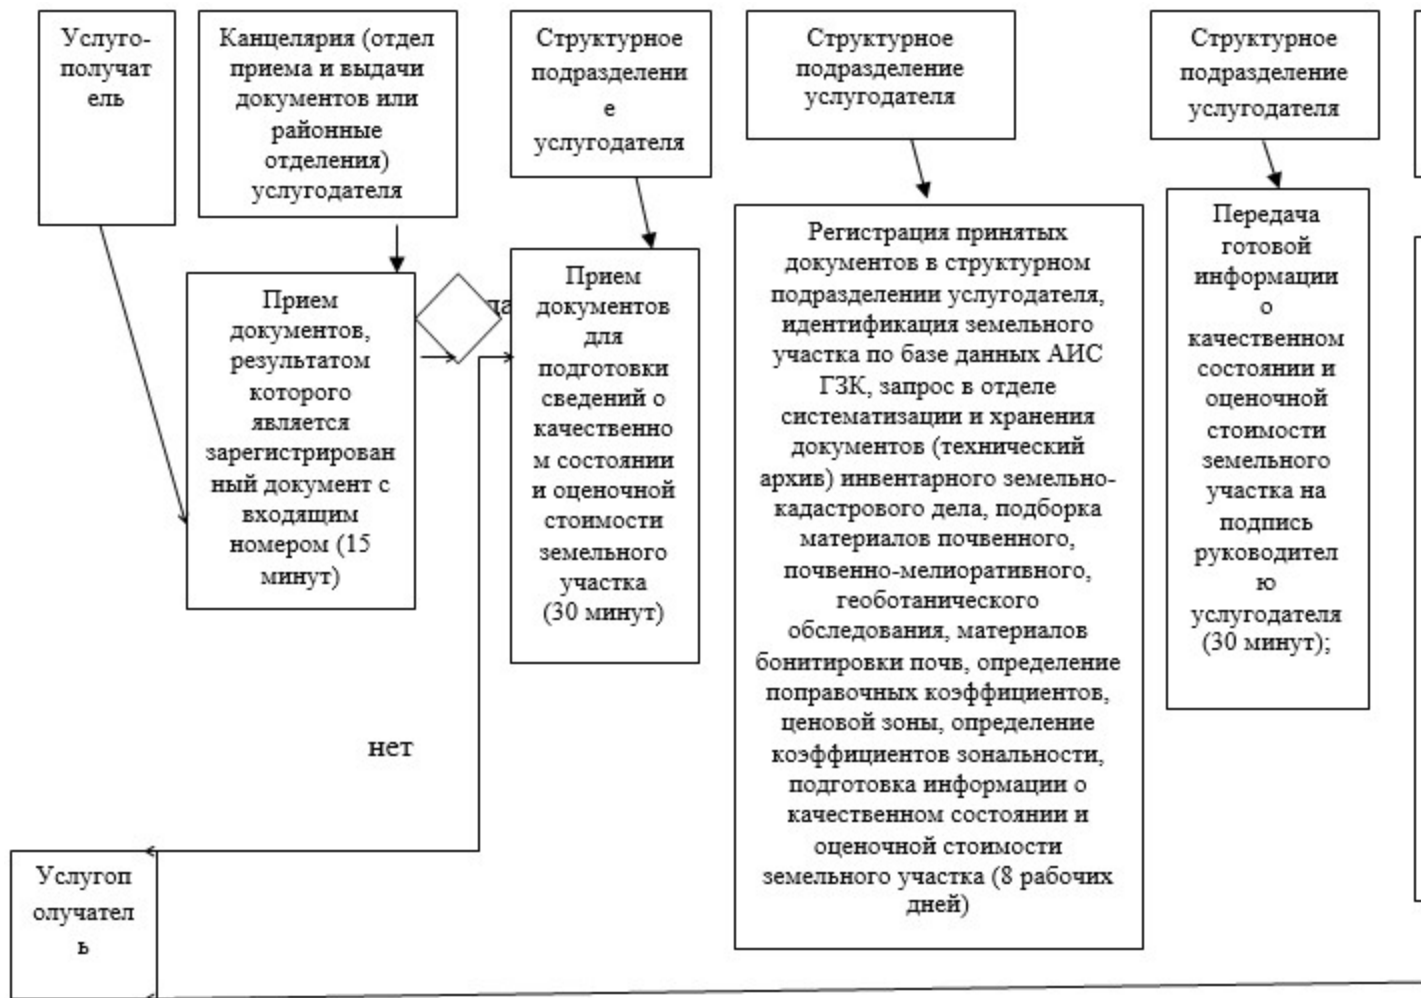 Услуго-
получат
ель
Канцелярия (отдел
приема и выдачи
документов или
районные
отделения)
услугодателя
Структурное
подразделени
е
услугодателя
Структурное
подразделение
услугодателя
Структурное
подразделение
услугодателя
Прием
документов,
результатом
которого
является
зарегистрирован
ный документ с
входящим
номером (15
минут)
да
Прием
документов
для
подготовки
сведений о
качественно
м состоянии
и оценочной
стоимости
земельного
участка
(30 минут)
Регистрация принятых
документов в структурном
подразделении услугодателя,
идентификация земельного
участка по базе данных АИС
ГЗК, запрос в отделе
систематизации и хранения
документов (технический
архив) инвентарного земельно-
кадастрового дела, подборка
материалов почвенного,
почвенно-мелиоративного,
геоботанического
обследования, материалов
бонитировки почв, определение
поправочных коэффициентов,
ценовой зоны, определение
коэффициентов зональности,
подготовка информации о
качественном состоянии и
оценочной стоимости
земельного участка (8 рабочих
дней)
Передача
готовой
информации
о
качественном
состоянии и
оценочной
стоимости
земельного
участка на
подпись
руководител
ю
услугодателя
(30 минут);
нет
Услугоп
олучател
ь